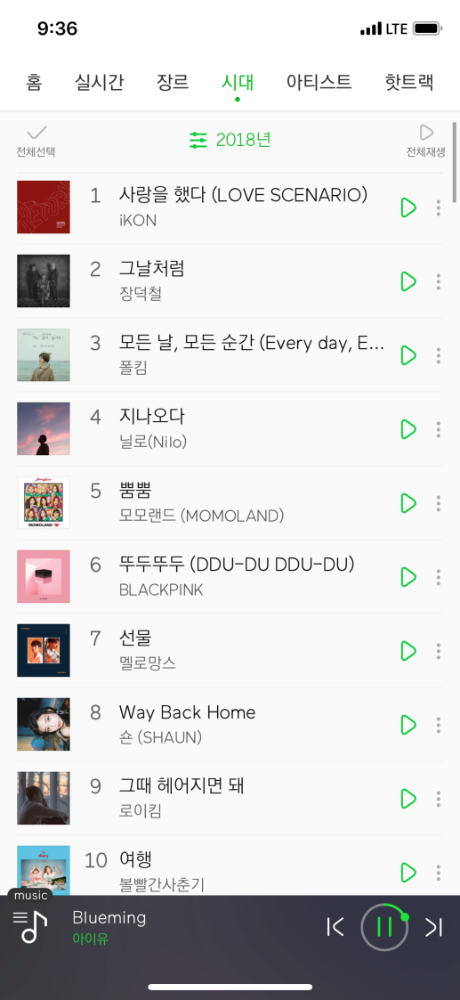 9:36
LTE
홈 실시간 장르 시대 아티스트 핫트랙
전체선택
2018년
전체재생
1 사랑을 했다 (LOVE SCENARIO)
iKON
2 그날처럼
장덕철
3 모든 날, 모든 순간 (Every day, E...
폴킴
4 지나오다
닐로(Nilo)
MOMOLAND
5 뿜뿜
모모랜드 (MOMOLAND)
6 뚜두뚜두 (DDU-DU DDU-DU)
BLACKPINK
7 선물
멜로망스
8 Way Back Home
숀 (SHAUN)
9 그때 헤어지면 돼
로이킴
10 여행
볼빨간사춘기
music
Blueming
아이유